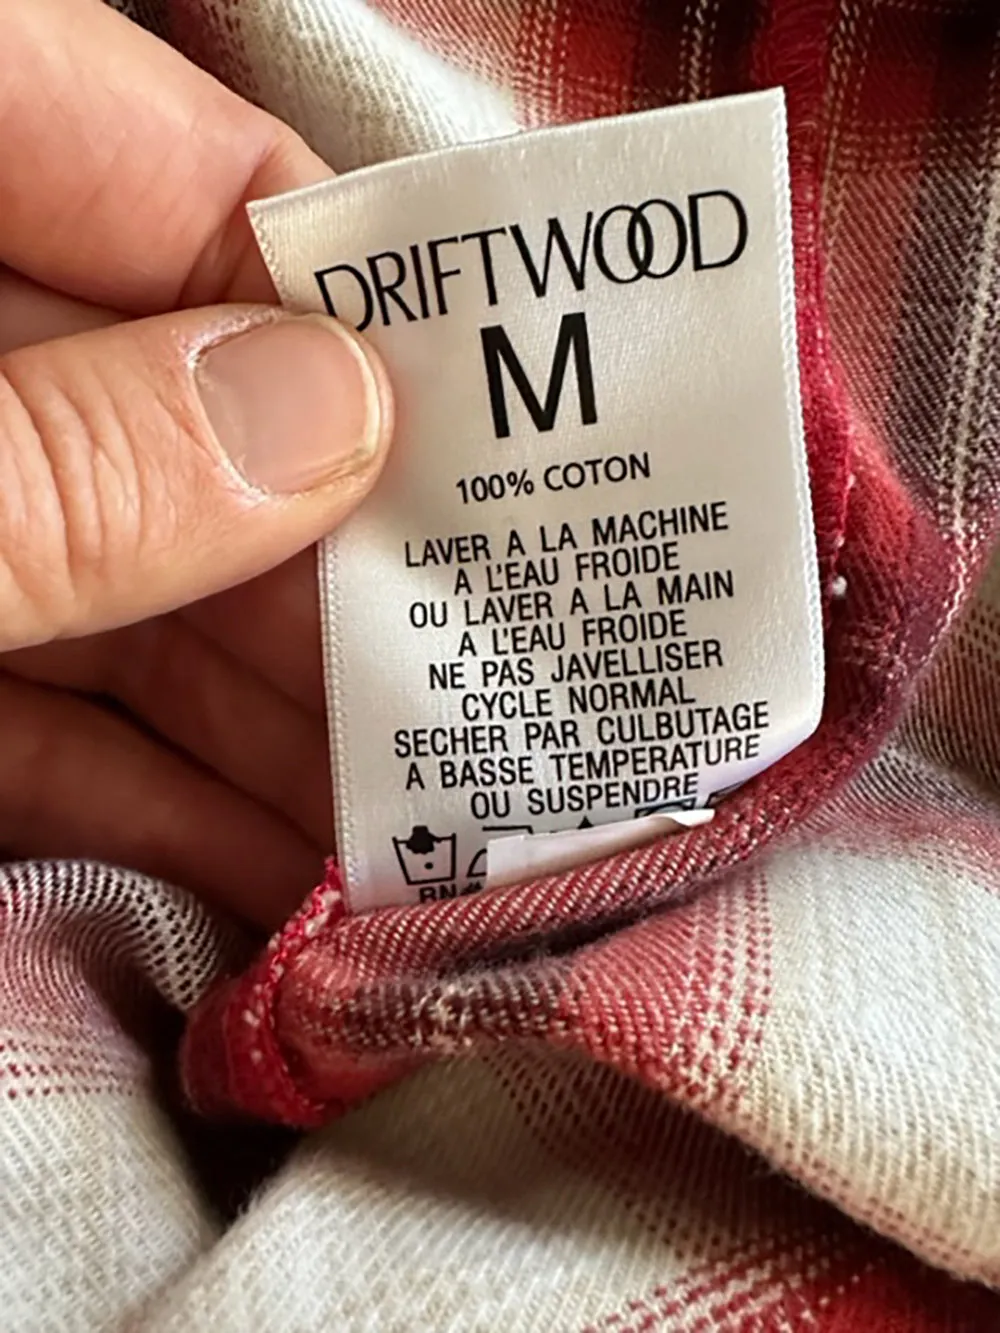 DRIFTWOOD
M
100% COTON
LAVER A LA MACHINE
A L'EAU FROIDE
OU LAVER A LA MAIN
A L'EAU FROIDE
NE PAS JAVELLISER
CYCLE NORMAL
SECHER PAR CULBUTAGE
A BASSE TEMPERATURE
OU SUSPENDRE
RN#